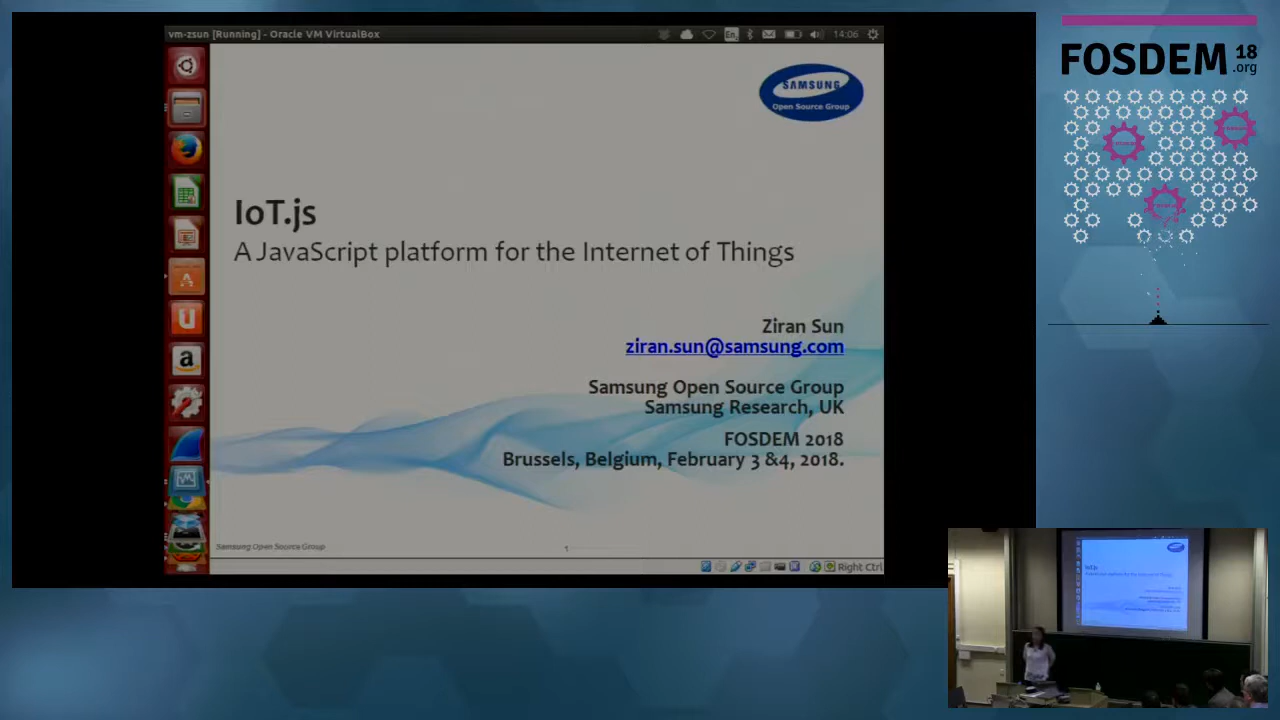 vm-zsun [Running] - Oracle VM VirtualBox
En
14:06
SAMSUNG
Open Source Group
IoT.js
A JavaScript platform for the Internet of Things
Ziran Sun
ziran.sun@samsung.com
Samsung Open Source Group
Samsung Research, UK
FOSDEM 2018
Brussels, Belgium, February 3 &4, 2018.
Samsung Open Source Group
1
Right Ctrl
FOSDEM 18
.org